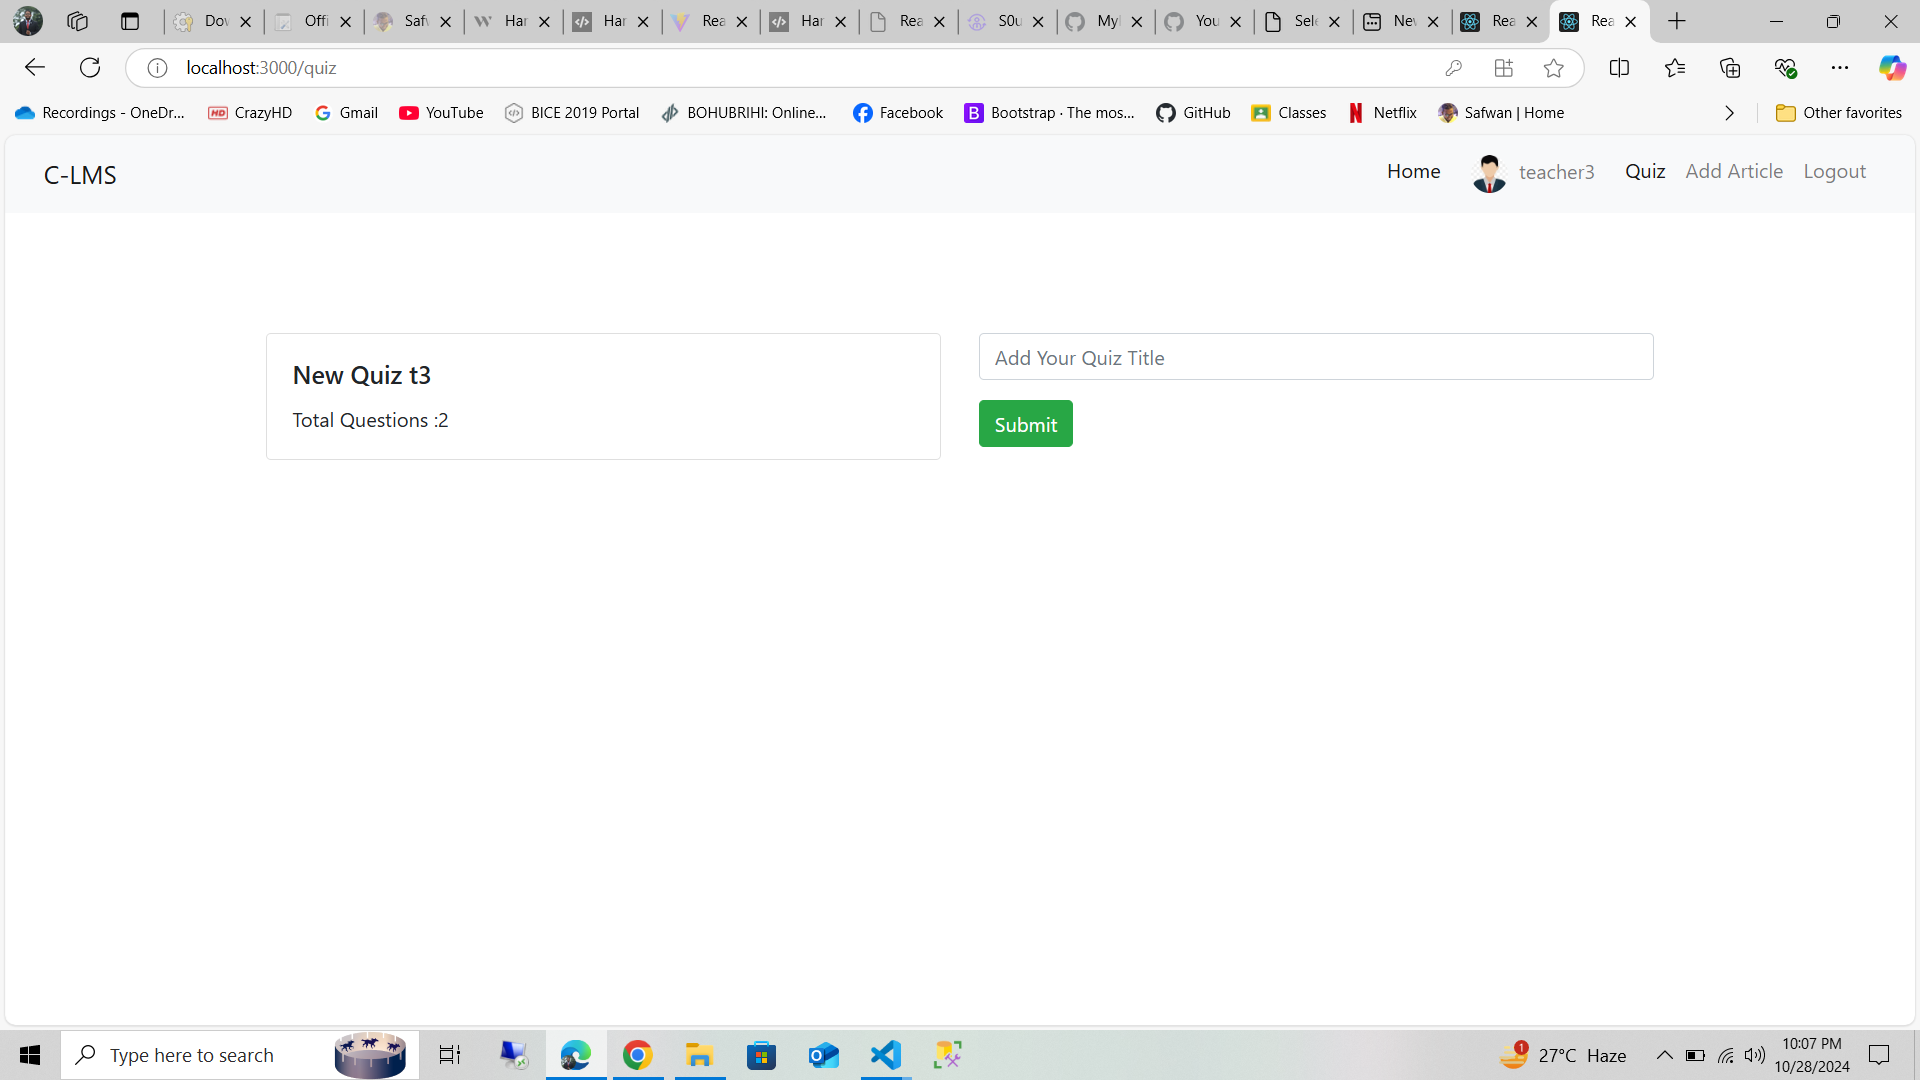 Dov
Offi
Safv
Har
Har
Rea
Har
Rea
S0u
Myl
You
Sele
Nev
Rea
Rea
localhost:3000/quiz
Recordings - OneDr...
CrazyHD
Gmail
YouTube
BICE 2019 Portal
BOHUBRIHI: Online...
Facebook
Bootstrap · The mos...
GitHub
Classes
Netflix
Safwan | Home
Other favorites
C-LMS
Home
teacher3
Quiz
Add Article
Logout
New Quiz t3
Total Questions :2
Add Your Quiz Title
Submit
Type here to search
1
27°C Haze
10:07 PM
10/28/2024